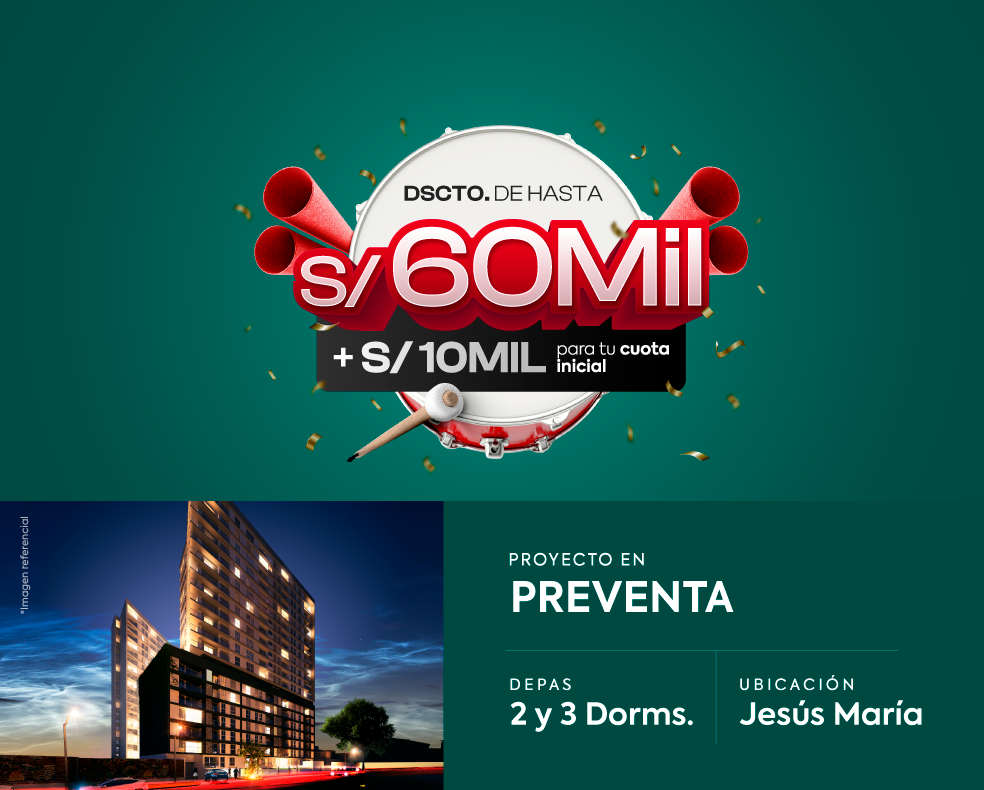 DSCTO. DE HASTA
S/ 60Mil
+ S/ 10MIL para tu cuota
inicial
*Imagen referencial
PROYECTO EN
PREVENTA
DEPAS
2 y 3 Dorms.
UBICACIÓN
Jesús María